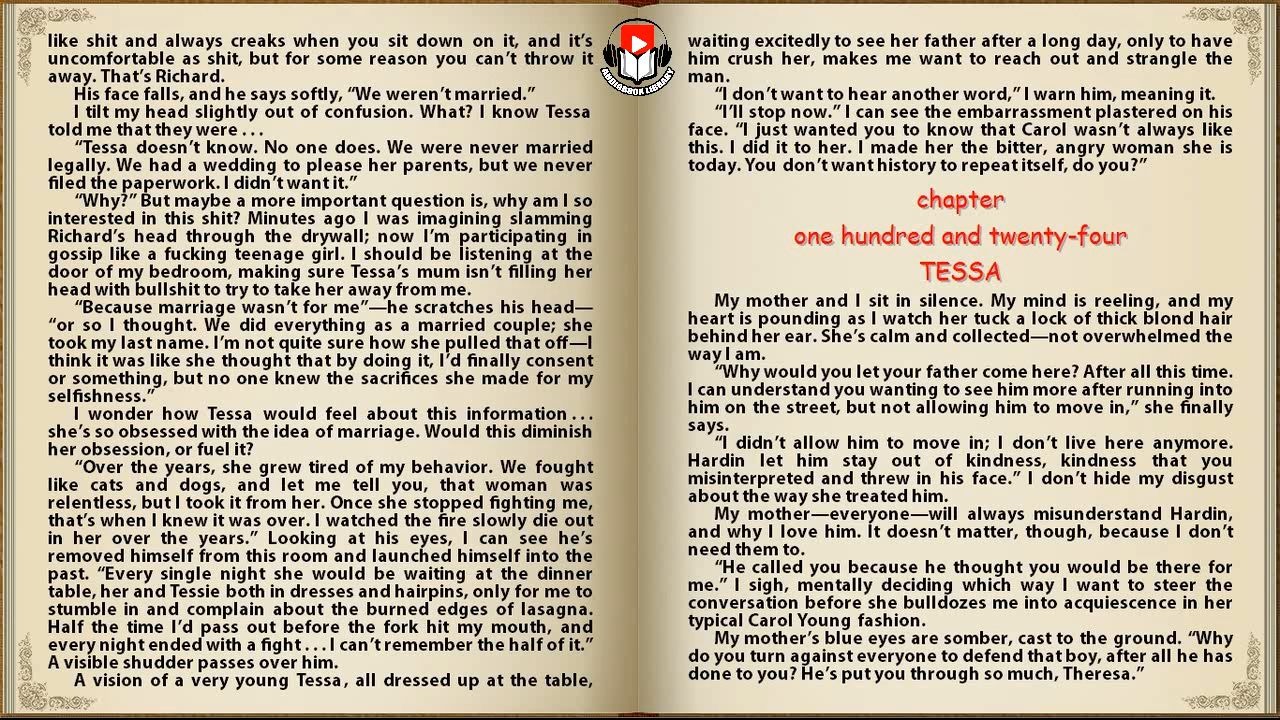 like shit and always creaks when you sit down on it, and it’s
uncomfortable as shit, but for some reason you can’t throw it
away. That’s Richard.
His face falls, and he says softly, “We weren’t married.”
I tilt my head slightly out of confusion. What? I know Tessa
told me that they were . . .
“Tessa doesn’t know. No one does. We were never married
legally. We had a wedding to please her parents, but we never
filed the paperwork. I didn’t want it.”
“Why?” But maybe a more important question is, why am I so
interested in this shit? Minutes ago I was imagining slamming
Richard’s head through the drywall; now I’m participating in
gossip like a fucking teenage girl. I should be listening at the
door of my bedroom, making sure Tessa’s mum isn’t filling her
head with bullshit to try to take her away from me.
“Because marriage wasn’t for me”—he scratches his head—
“or so I thought. We did everything as a married couple; she
took my last name. I’m not quite sure how she pulled that off—I
think it was like she thought that by doing it, I’d finally consent
or something, but no one knew the sacrifices she made for my
selfishness.”
I wonder how Tessa would feel about this information . . .
she’s so obsessed with the idea of marriage. Would this diminish
her obsession, or fuel it?
“Over the years, she grew tired of my behavior. We fought
like cats and dogs, and let me tell you, that woman was
relentless, but I took it from her. Once she stopped fighting me,
that’s when I knew it was over. I watched the fire slowly die out
in her over the years.” Looking at his eyes, I can see he’s
removed himself from this room and launched himself into the
past. “Every single night she would be waiting at the dinner
table, her and Tessie both in dresses and hairpins, only for me to
stumble in and complain about the burned edges of lasagna.
Half the time I’d pass out before the fork hit my mouth, and
every night ended with a fight . . . I can’t remember the half of it.”
A visible shudder passes over him.
A vision of a very young Tessa, all dressed up at the table,
AUDIOBOOK LIBRARY
waiting excitedly to see her father after a long day, only to have
him crush her, makes me want to reach out and strangle the
man.
“I don’t want to hear another word,” I warn him, meaning it.
“I’ll stop now.” I can see the embarrassment plastered on his
face. “I just wanted you to know that Carol wasn’t always like
this. I did it to her. I made her the bitter, angry woman she is
today. You don’t want history to repeat itself, do you?”
chapter
one hundred and twenty-four
TESSA
My mother and I sit in silence. My mind is reeling, and my
heart is pounding as I watch her tuck a lock of thick blond hair
behind her ear. She’s calm and collected—not overwhelmed the
way I am.
“Why would you let your father come here? After all this time.
I can understand you wanting to see him more after running into
him on the street, but not allowing him to move in,” she finally
says.
“I didn’t allow him to move in; I don’t live here anymore.
Hardin let him stay out of kindness, kindness that you
misinterpreted and threw in his face.” I don’t hide my disgust
about the way she treated him.
My mother—everyone—will always misunderstand Hardin,
and why I love him. It doesn’t matter, though, because I don’t
need them to.
“He called you because he thought you would be there for
me.” I sigh, mentally deciding which way I want to steer the
conversation before she bulldozes me into acquiescence in her
typical Carol Young fashion.
My mother’s blue eyes are somber, cast to the ground. “Why
do you turn against everyone to defend that boy, after all he has
done to you? He’s put you through so much, Theresa.”